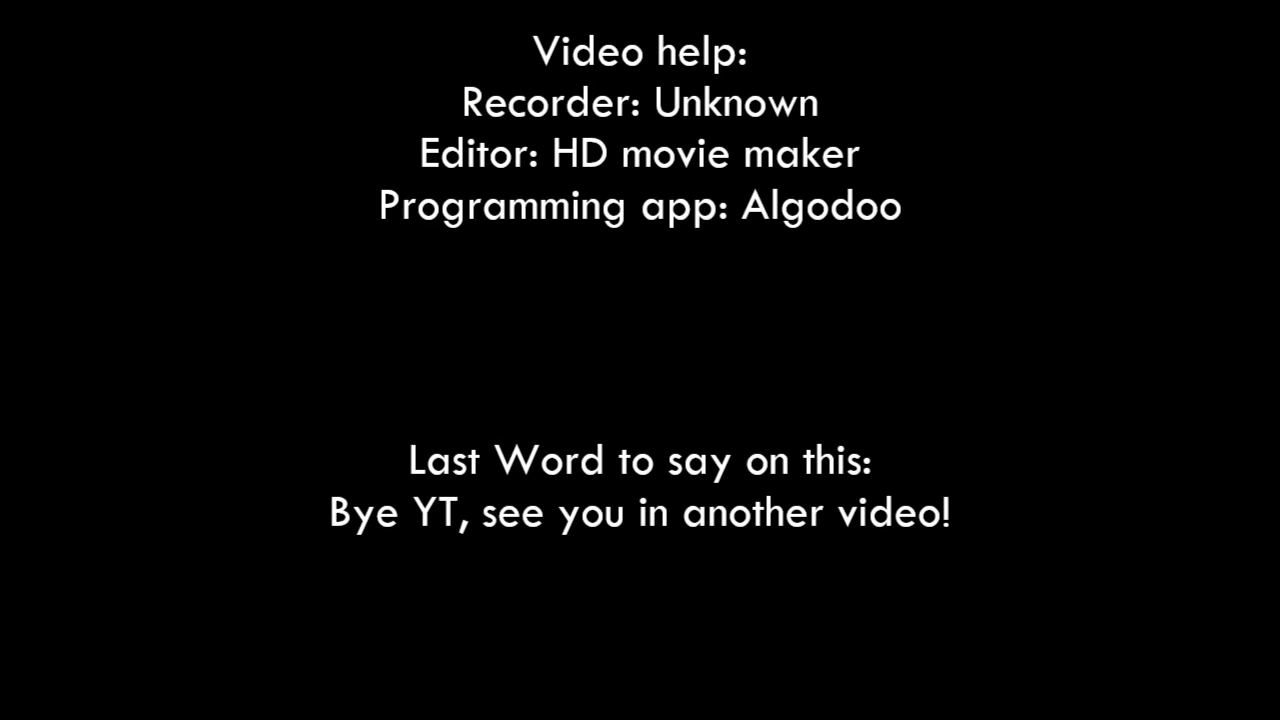 Video help:
Recorder: Unknown
Editor: HD movie maker
Programming app: Algodoo
Last Word to say on this:
Bye YT, see you in another video!